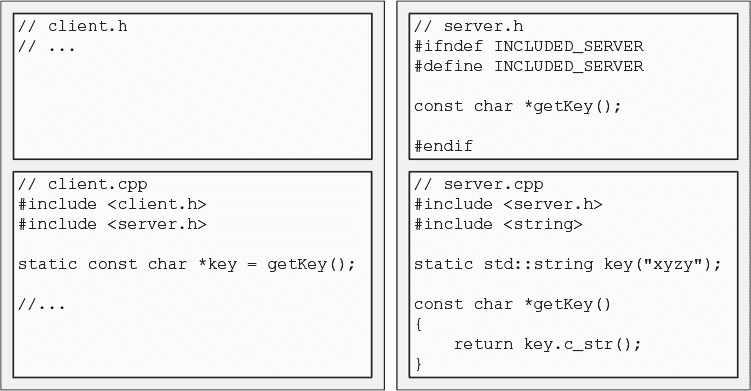 // client.h
// ...
// client.cpp
#include <client.h>
#include <server.h>
static const char *key = getKey();
//...
// server.h
#ifndef INCLUDED_SERVER
#define INCLUDED_SERVER
const char *getKey();
#endif
// server.cpp
#include <server.h>
#include <string>
static std::string key("xyzy");
const char *getKey()
{
    return key.c_str();
}